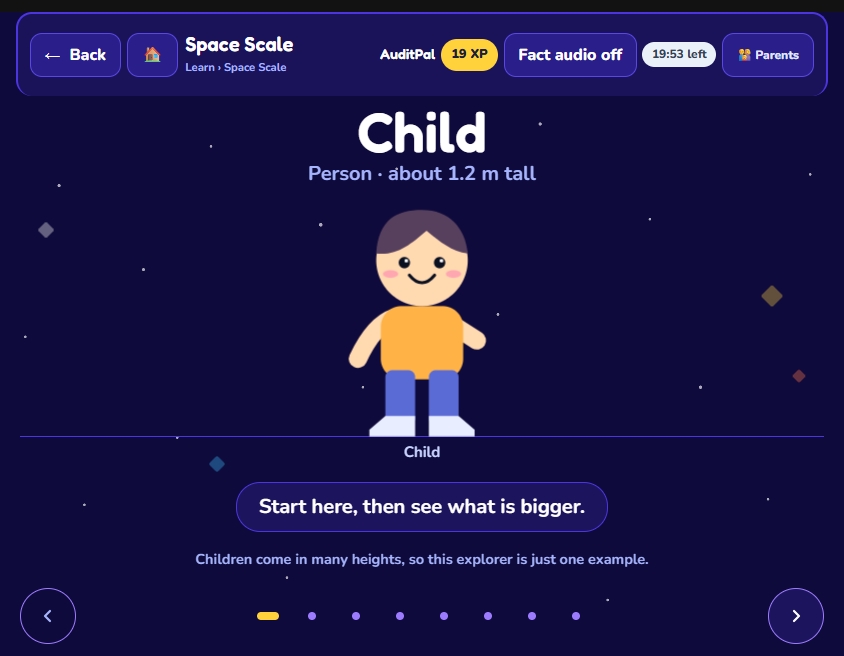 ← Back
Space Scale
Learn › Space Scale
AuditPal
19 XP
Fact audio off
19:53 left
Parents
Child
Person · about 1.2 m tall
Child
Start here, then see what is bigger.
Children come in many heights, so this explorer is just one example.